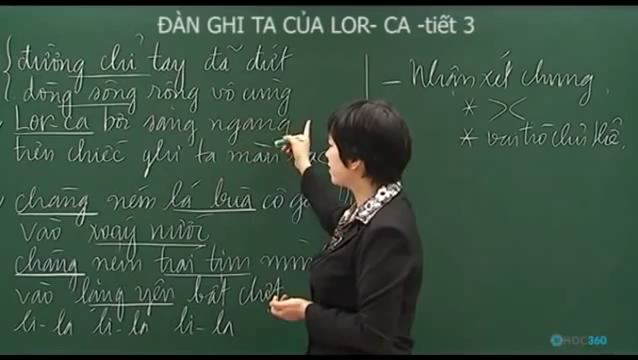 ĐÀN GHI TA CỦA LOR- CA -tiết 3
đường chỉ tay đã đứt
dòng sông rộng vô cùng
Lor-ca bơi sang ngang
trên chiếc ghi ta màu
chàng ném lá bùa cô g
vào xoáy nước
chàng ném trái tim mìn
vào lặng yên bất chợt
li-la li-la li-la
- Nhận xét chung
* ><
* vai trò chủ thể
HDC360